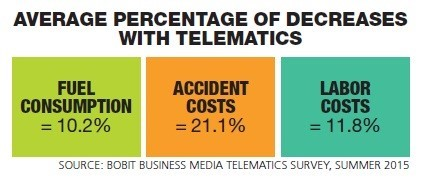 AVERAGE PERCENTAGE OF DECREASES
WITH TELEMATICS
FUEL
CONSUMPTION
= 10.2%
ACCIDENT
COSTS
= 21.1%
LABOR
COSTS
= 11.8%
SOURCE: BOBIT BUSINESS MEDIA TELEMATICS SURVEY, SUMMER 2015